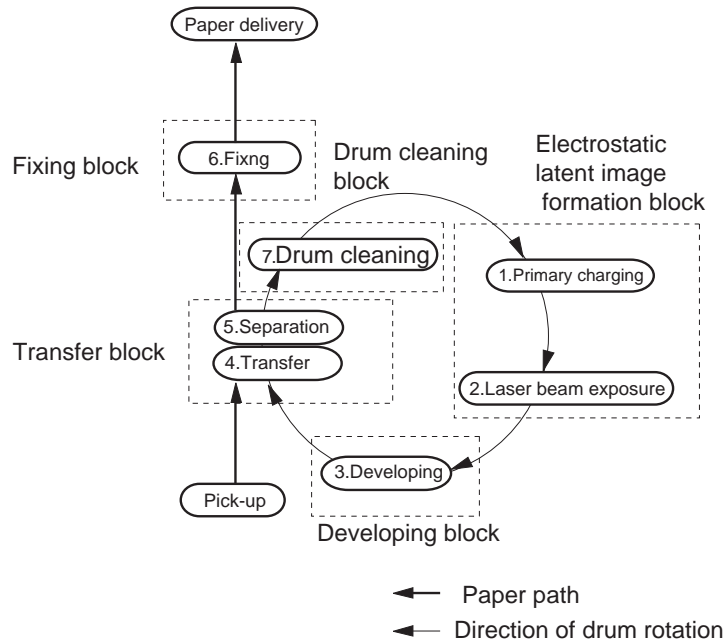 Paper delivery
Fixing block
6.Fixng
Drum cleaning
block
Electrostatic
latent image
formation block
7.Drum cleaning
1.Primary charging
Transfer block
5.Separation
4.Transfer
2.Laser beam exposure
3.Developing
Pick-up
Developing block
Paper path
Direction of drum rotation